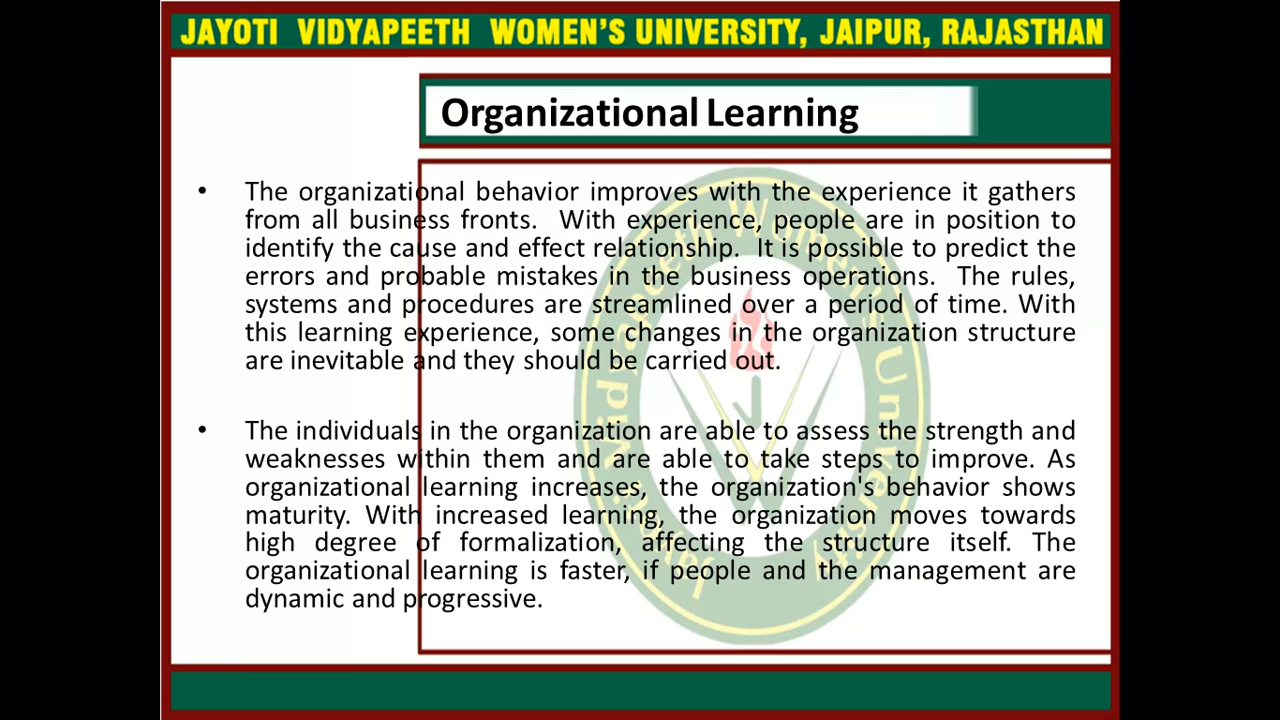 JAYOTI VIDYAPEETH WOMEN'S UNIVERSITY, JAIPUR, RAJASTHAN
Organizational Learning
• The organizational behavior improves with the experience it gathers
from all business fronts. With experience, people are in position to
identify the cause and effect relationship. It is possible to predict the
errors and probable mistakes in the business operations. The rules,
systems and procedures are streamlined over a period of time. With
this learning experience, some changes in the organization structure
are inevitable and they should be carried out.
• The individuals in the organization are able to assess the strength and
weaknesses within them and are able to take steps to improve. As
organizational learning increases, the organization's behavior shows
maturity. With increased learning, the organization moves towards
high degree of formalization, affecting the structure itself. The
organizational learning is faster, if people and the management are
dynamic and progressive.
Vidyapeeth Women's University